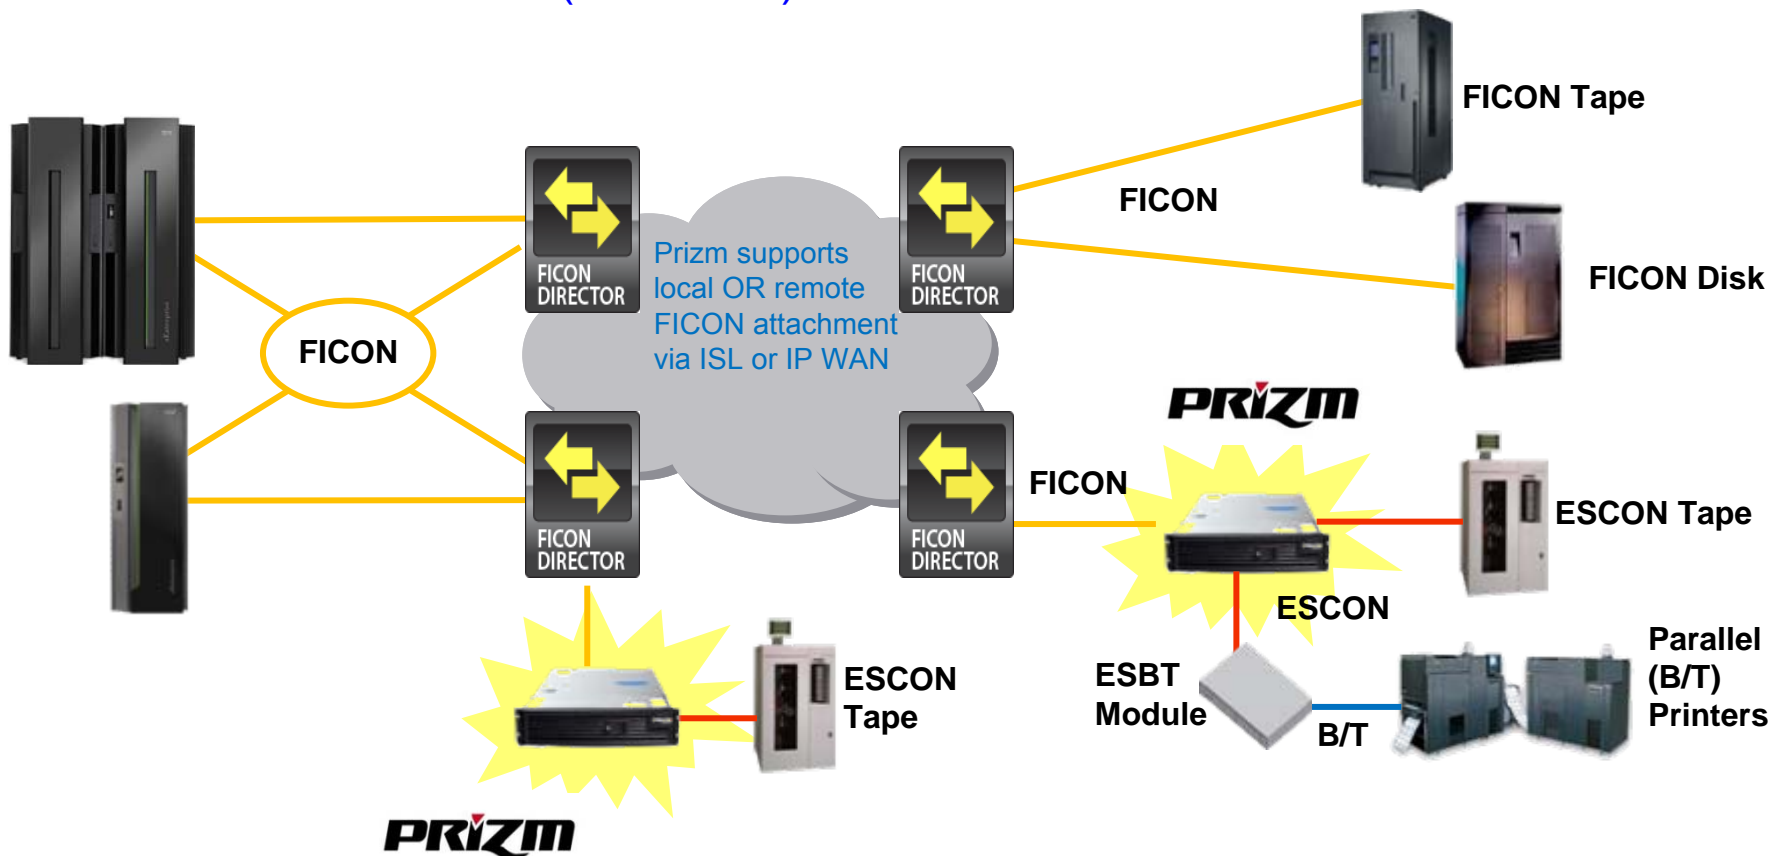 FICON Tape
FICON
FICON Disk
FICON
DIRECTOR
FICON
DIRECTOR
Prizm supports
local OR remote
FICON attachment
via ISL or IP WAN
FICON
PRIZM
FICON
ESCON Tape
FICON
DIRECTOR
FICON
DIRECTOR
ESCON
ESCON
Tape
ESBT
Module
B/T
Parallel
(B/T)
Printers
PRIZM